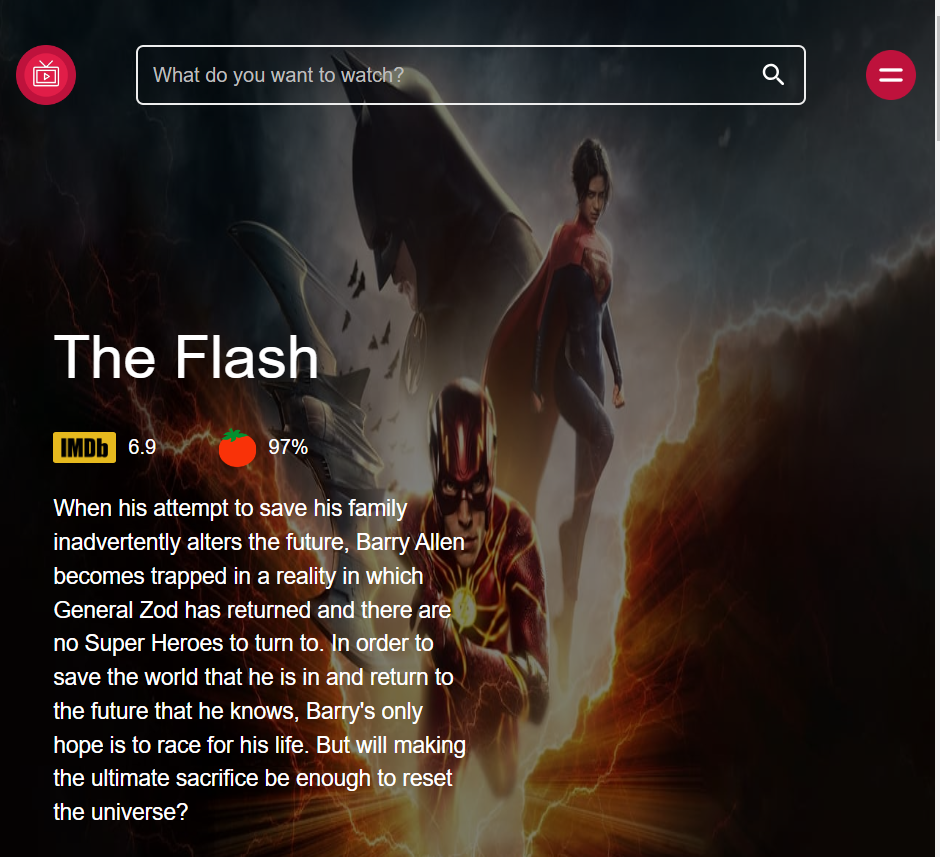 What do you want to watch?
The Flash
IMDb 6.9 97%
When his attempt to save his family
inadvertently alters the future, Barry Allen
becomes trapped in a reality in which
General Zod has returned and there are
no Super Heroes to turn to. In order to
save the world that he is in and return to
the future that he knows, Barry's only
hope is to race for his life. But will making
the ultimate sacrifice be enough to reset
the universe?